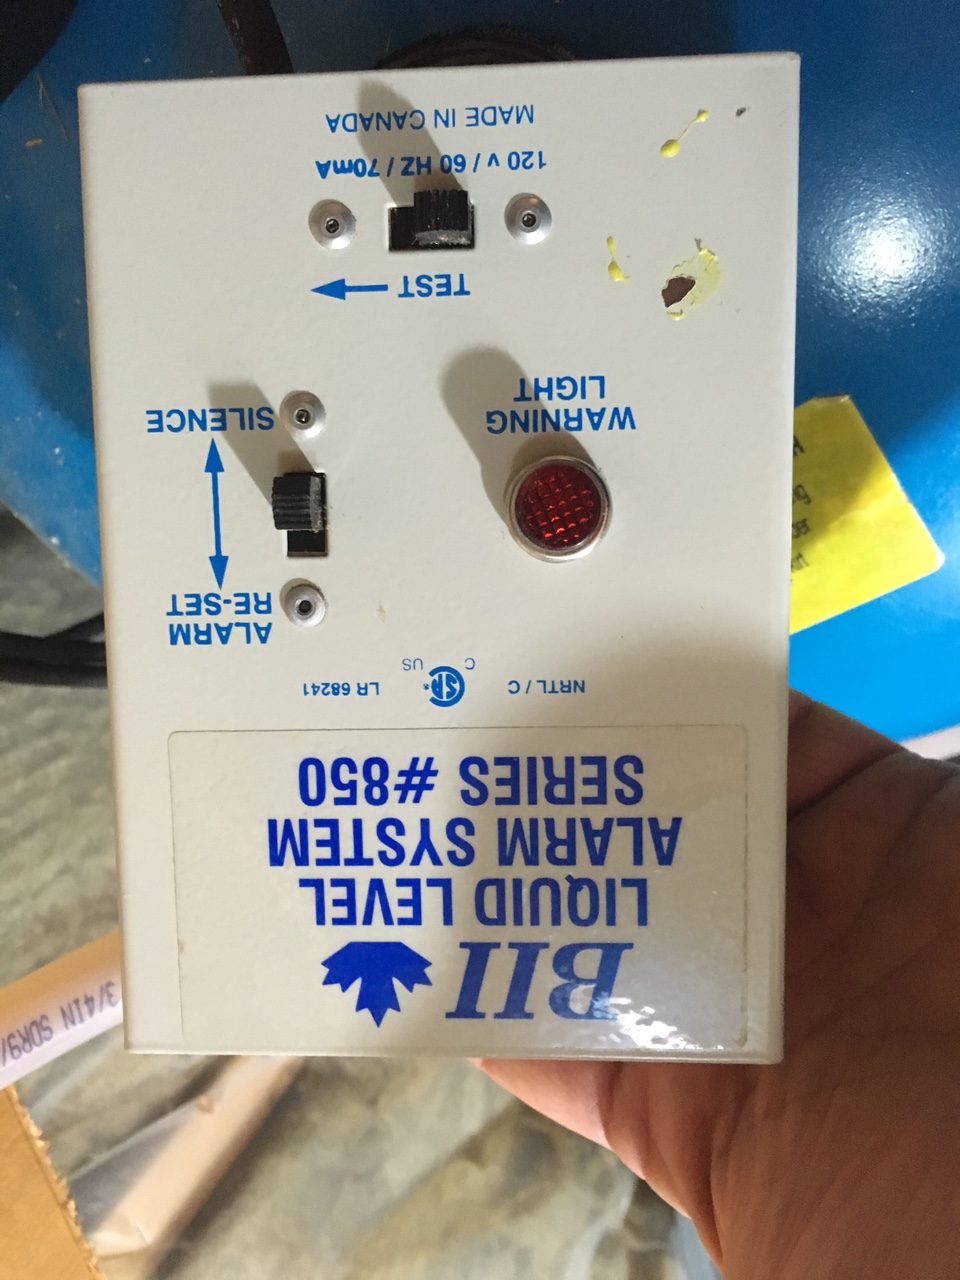 BII
LIQUID LEVEL
ALARM SYSTEM
SERIES #850
NRTL / C
C
SP®
US
LR 68241
ALARM
RE-SET
SILENCE
WARNING
LIGHT
TEST
120 v / 60 HZ / 70mA
MADE IN CANADA
3/4IN SDR9/